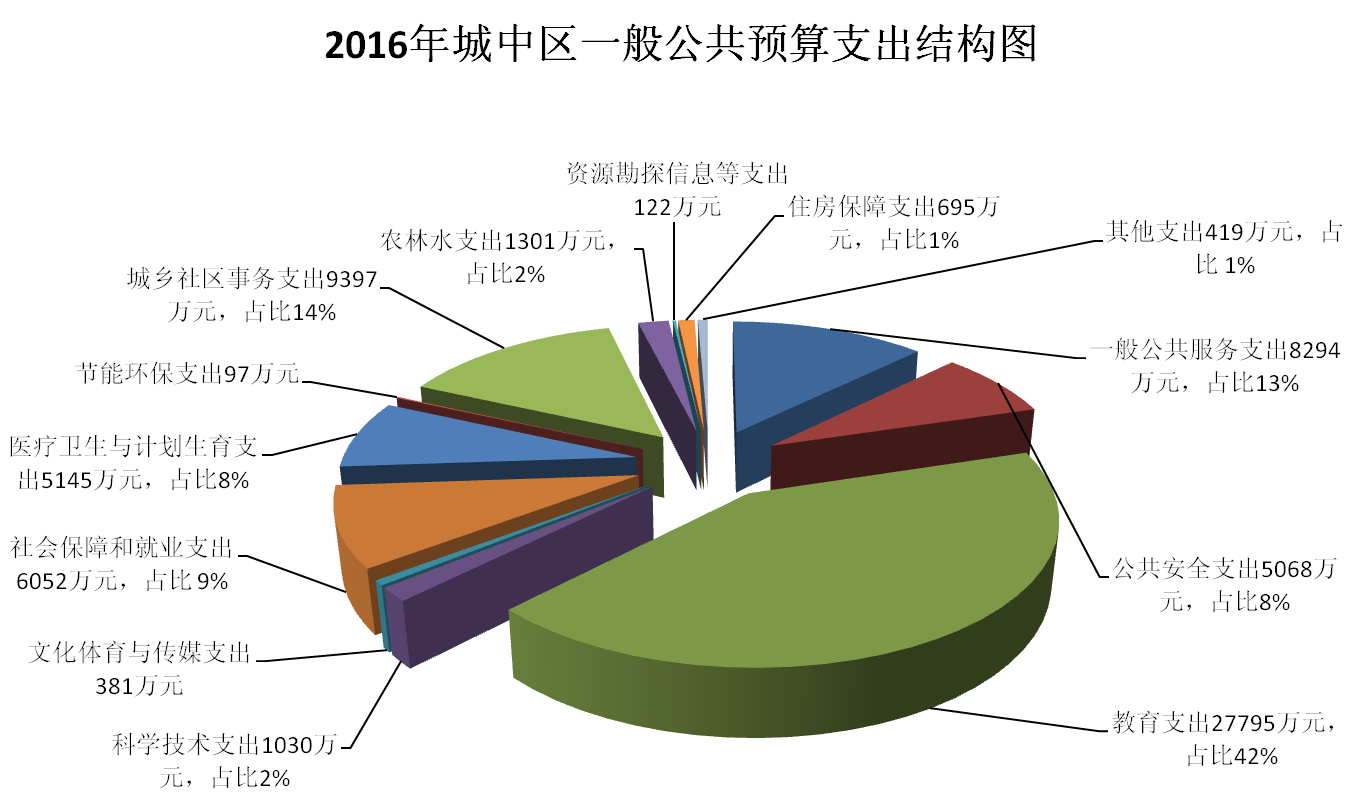 2016年城中区一般公共预算支出结构图
资源勘探信息等支出
122万元
住房保障支出695万
元，占比1%
其他支出419万元，占
比 1%
农林水支出1301万元，
占比2%
城乡社区事务支出9397
万元，占比14%
一般公共服务支出8294
万元，占比13%
节能环保支出97万元
医疗卫生与计划生育支
出5145万元，占比8%
社会保障和就业支出
6052万元，占比 9%
公共安全支出5068万
元，占比8%
文化体育与传媒支出
381万元
教育支出27795万元，
占比42%
科学技术支出1030万
元，占比2%